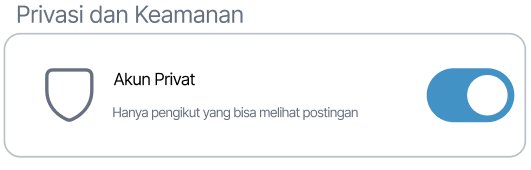 Privasi dan Keamanan
Akun Privat
Hanya pengikut yang bisa melihat postingan